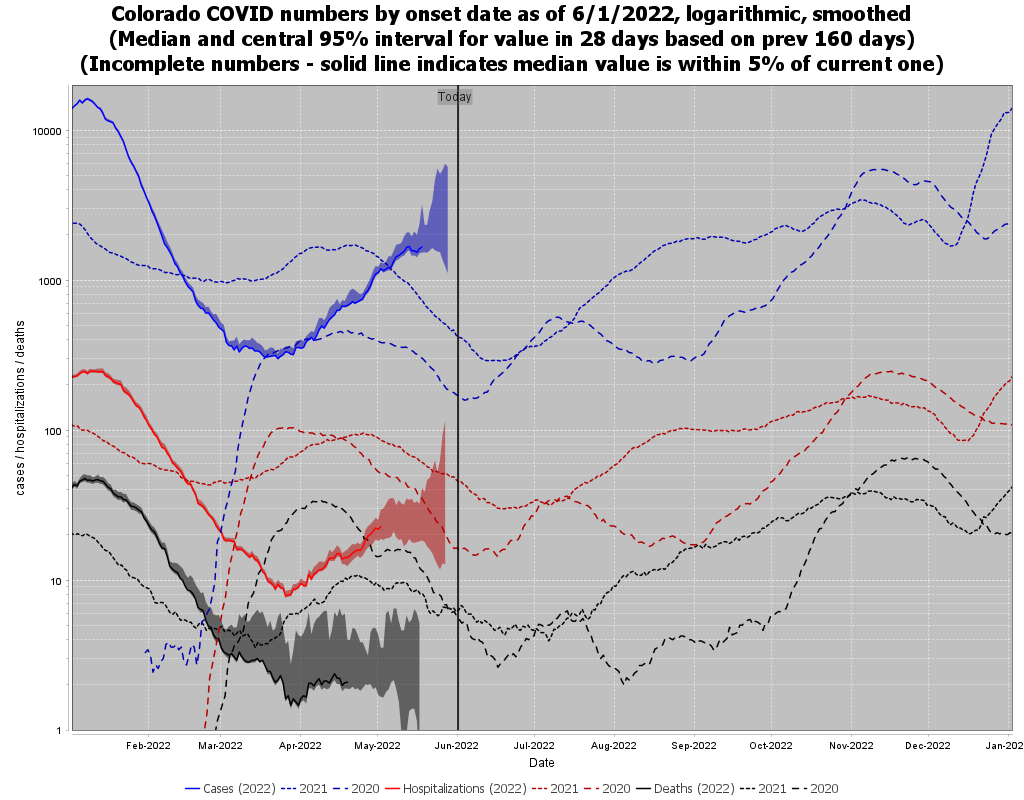 Colorado COVID numbers by onset date as of 6/1/2022, logarithmic, smoothed
(Median and central 95% interval for value in 28 days based on prev 160 days)
(Incomplete numbers - solid line indicates median value is within 5% of current one)
Today
10000
1000
100
10
1
cases / hospitalizations / deaths
Feb-2022 Mar-2022 Apr-2022 May-2022 Jun-2022 Jul-2022 Aug-2022 Sep-2022 Oct-2022 Nov-2022 Dec-2022 Jan-202
Date
Cases (2022) 2021 2020 Hospitalizations (2022) 2021 2020 Deaths (2022) 2021 2020